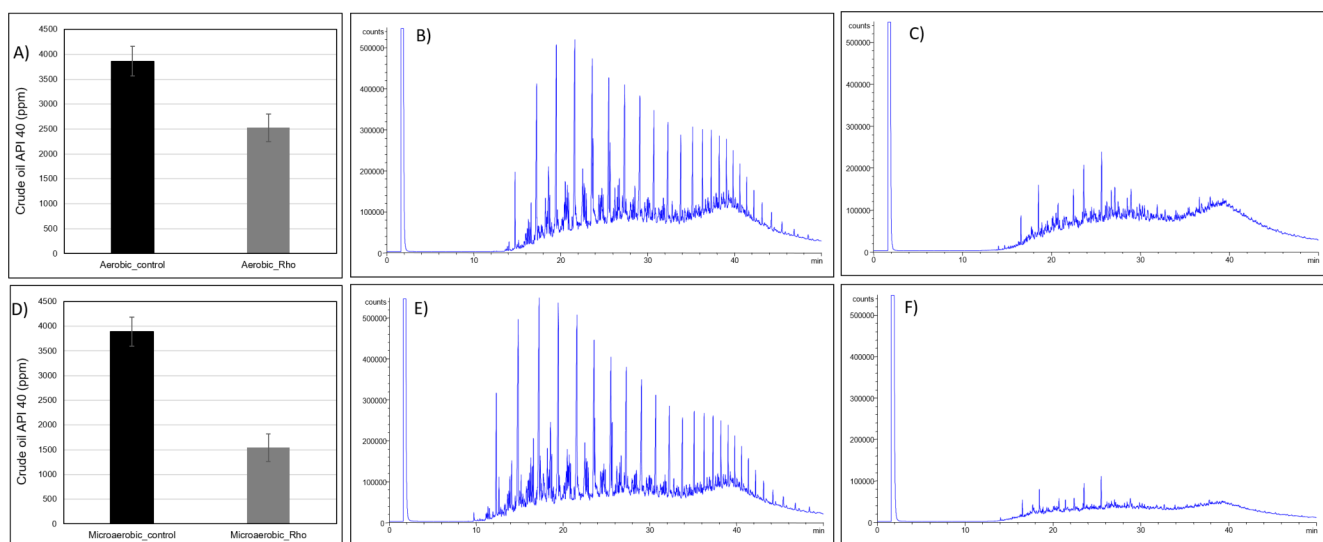 A)
Crude oil API 40 (ppm)
4500
4000
3500
3000
2500
2000
1500
1000
500
0
Aerobic_control Aerobic_Rho
B)
counts
500000
400000
300000
200000
100000
0
0 10 20 30 40 min
C)
counts
500000
400000
300000
200000
100000
0
0 10 20 30 40 min
D)
Crude oil API 40 (ppm)
4500
4000
3500
3000
2500
2000
1500
1000
500
0
Microaerobic_control Microaerobic_Rho
E)
counts
500000
400000
300000
200000
100000
0
0 10 20 30 40 min
F)
counts
500000
400000
300000
200000
100000
0
0 10 20 30 40 min